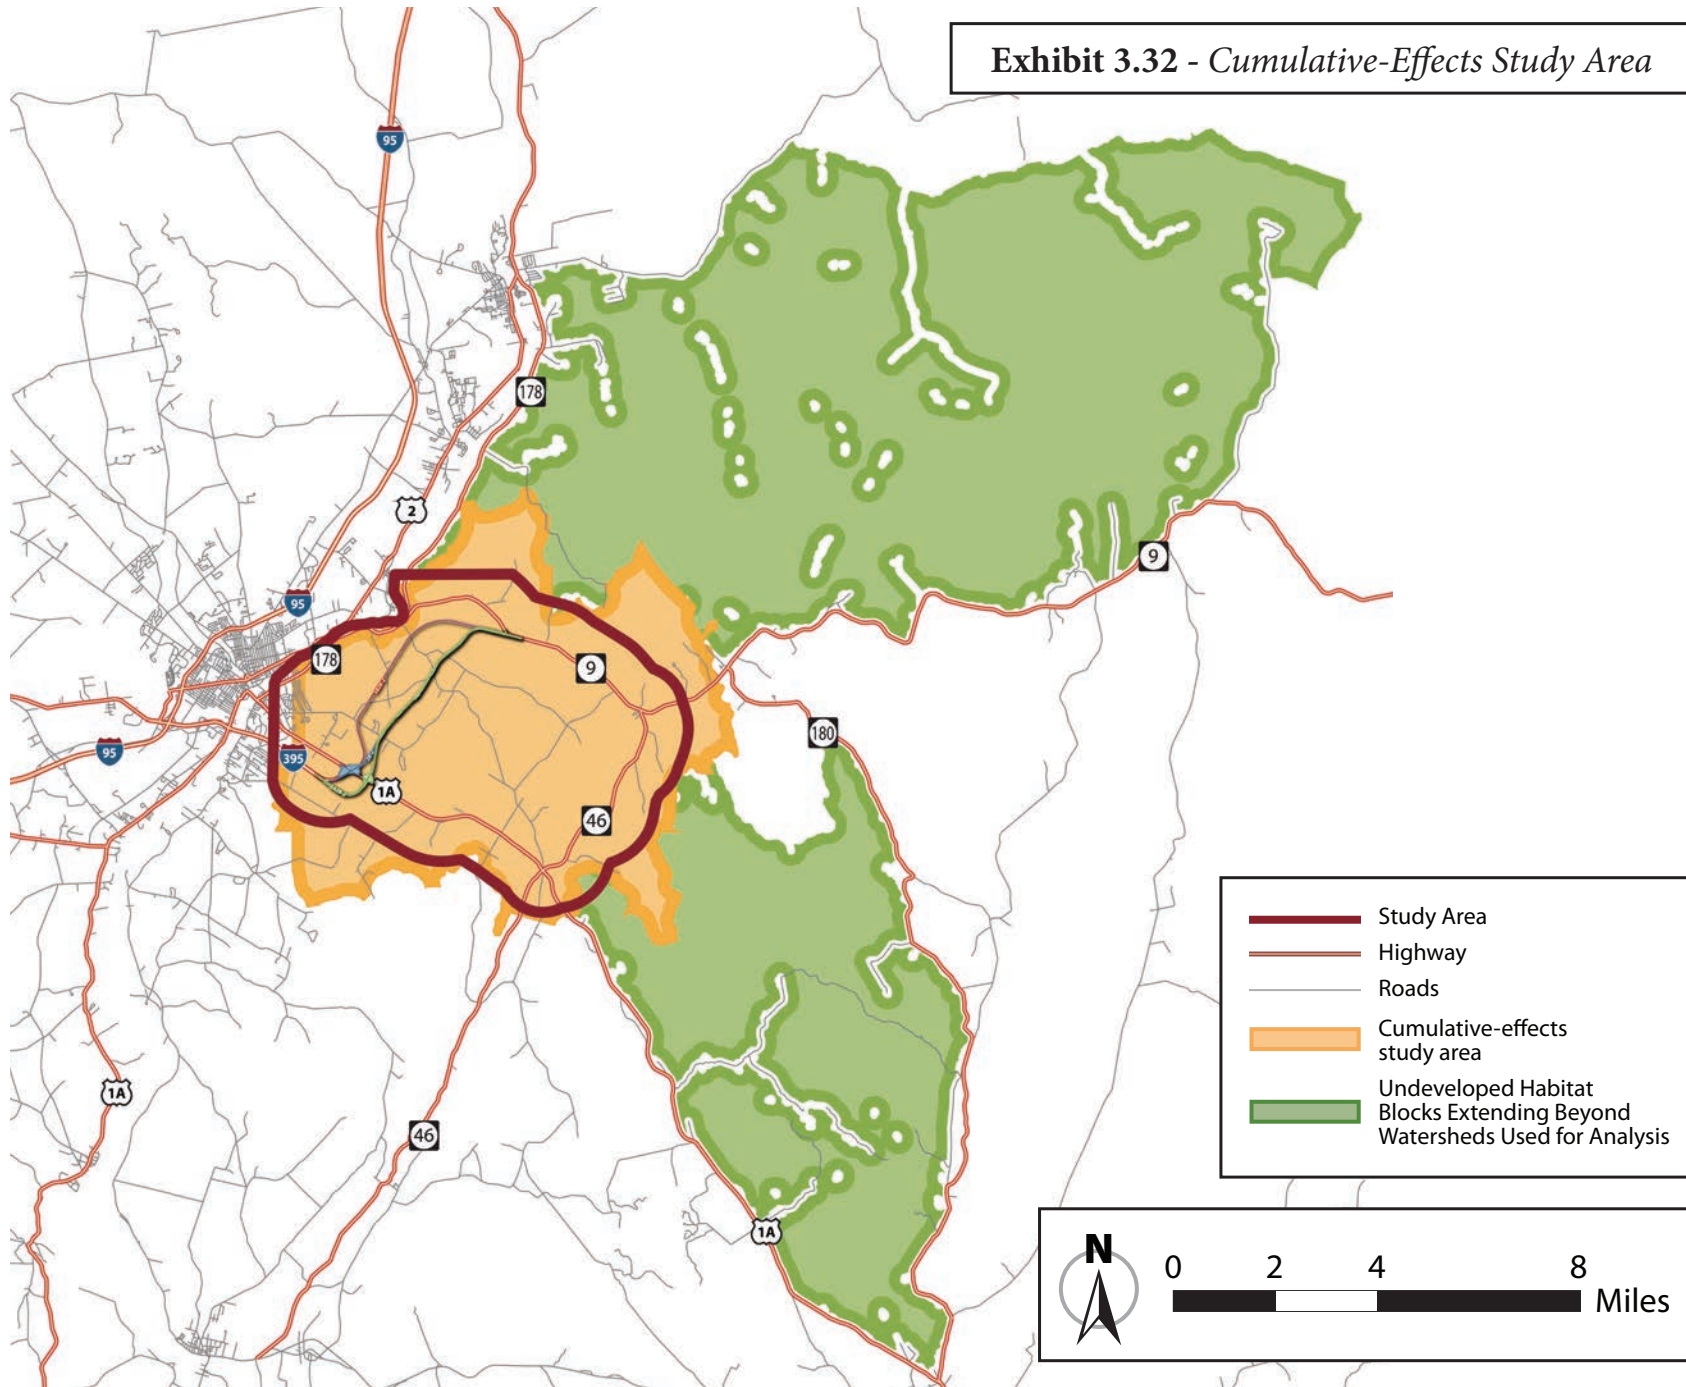 Exhibit 3.32 - Cumulative-Effects Study Area
95
178
2
9
95
178
9
180
95
395
1A
46
1A
46
1A
Study Area
Highway
Roads
Cumulative-effects
study area
Undeveloped Habitat
Blocks Extending Beyond
Watersheds Used for Analysis
N
0 2 4 8
Miles